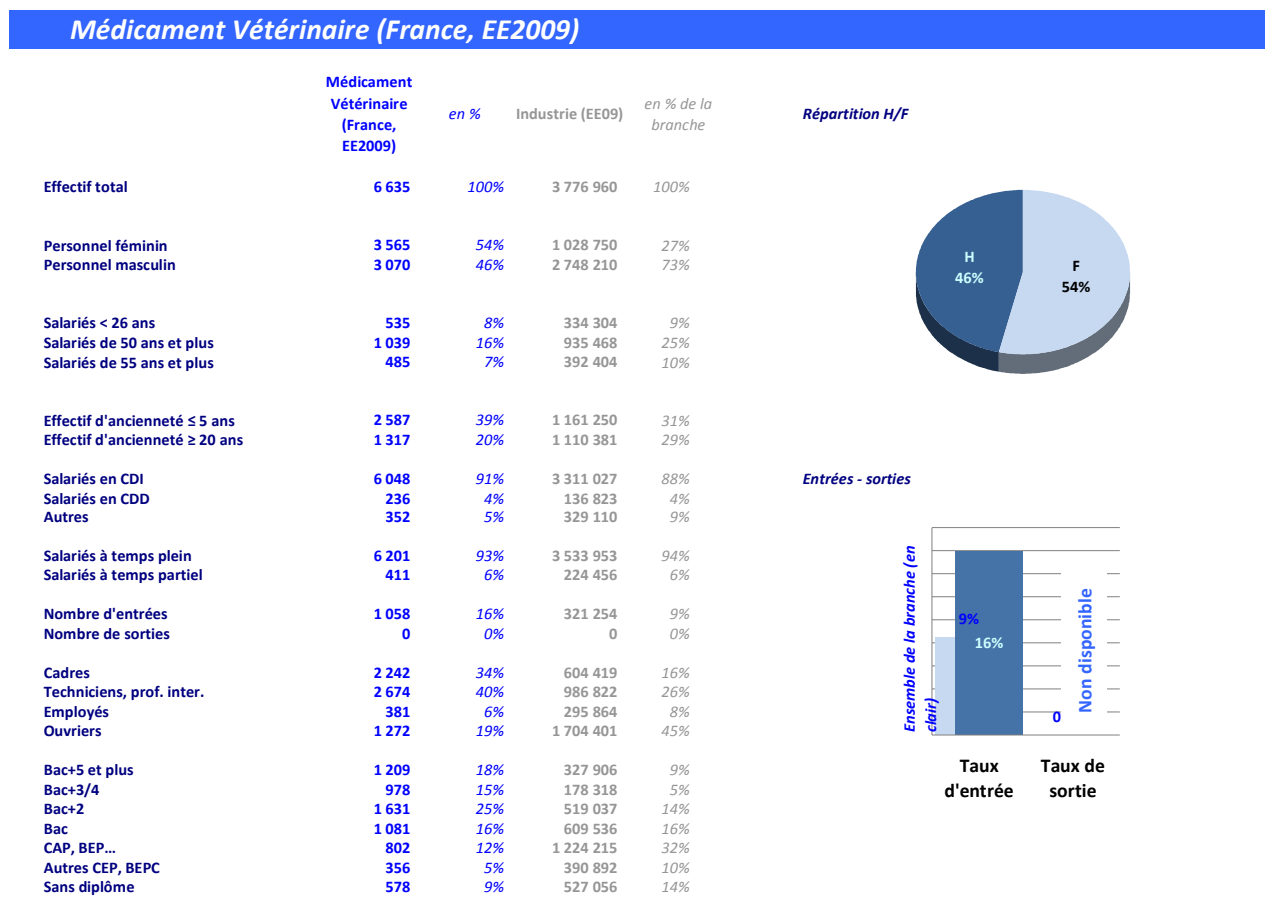 Médicament Vétérinaire (France, EE2009)
Médicament
Vétérinaire
(France,
EE2009)
en %
Industrie (EE09)
en % de la
branche
Effectif total 6 635 100% 3 776 960 100%
Personnel féminin 3 565 54% 1 028 750 27%
Personnel masculin 3 070 46% 2 748 210 73%
Salariés < 26 ans 535 8% 334 304 9%
Salariés de 50 ans et plus 1 039 16% 935 468 25%
Salariés de 55 ans et plus 485 7% 392 404 10%
Effectif d'ancienneté ≤ 5 ans 2 587 39% 1 161 250 31%
Effectif d'ancienneté ≥ 20 ans 1 317 20% 1 110 381 29%
Salariés en CDI 6 048 91% 3 311 027 88%
Salariés en CDD 236 4% 136 823 4%
Autres 352 5% 329 110 9%
Salariés à temps plein 6 201 93% 3 533 953 94%
Salariés à temps partiel 411 6% 224 456 6%
Nombre d'entrées 1 058 16% 321 254 9%
Nombre de sorties 0 0% 0 0%
Cadres 2 242 34% 604 419 16%
Techniciens, prof. inter. 2 674 40% 986 822 26%
Employés 381 6% 295 864 8%
Ouvriers 1 272 19% 1 704 401 45%
Bac+5 et plus 1 209 18% 327 906 9%
Bac+3/4 978 15% 178 318 5%
Bac+2 1 631 25% 519 037 14%
Bac 1 081 16% 609 536 16%
CAP, BEP... 802 12% 1 224 215 32%
Autres CEP, BEPC 356 5% 390 892 10%
Sans diplôme 578 9% 527 056 14%
Répartition H/F
H
46%
F
54%
Entrées - sorties
Ensemble de la branche (en
clair)
9%
16%
0
Non disponible
Taux
d'entrée
Taux de
sortie